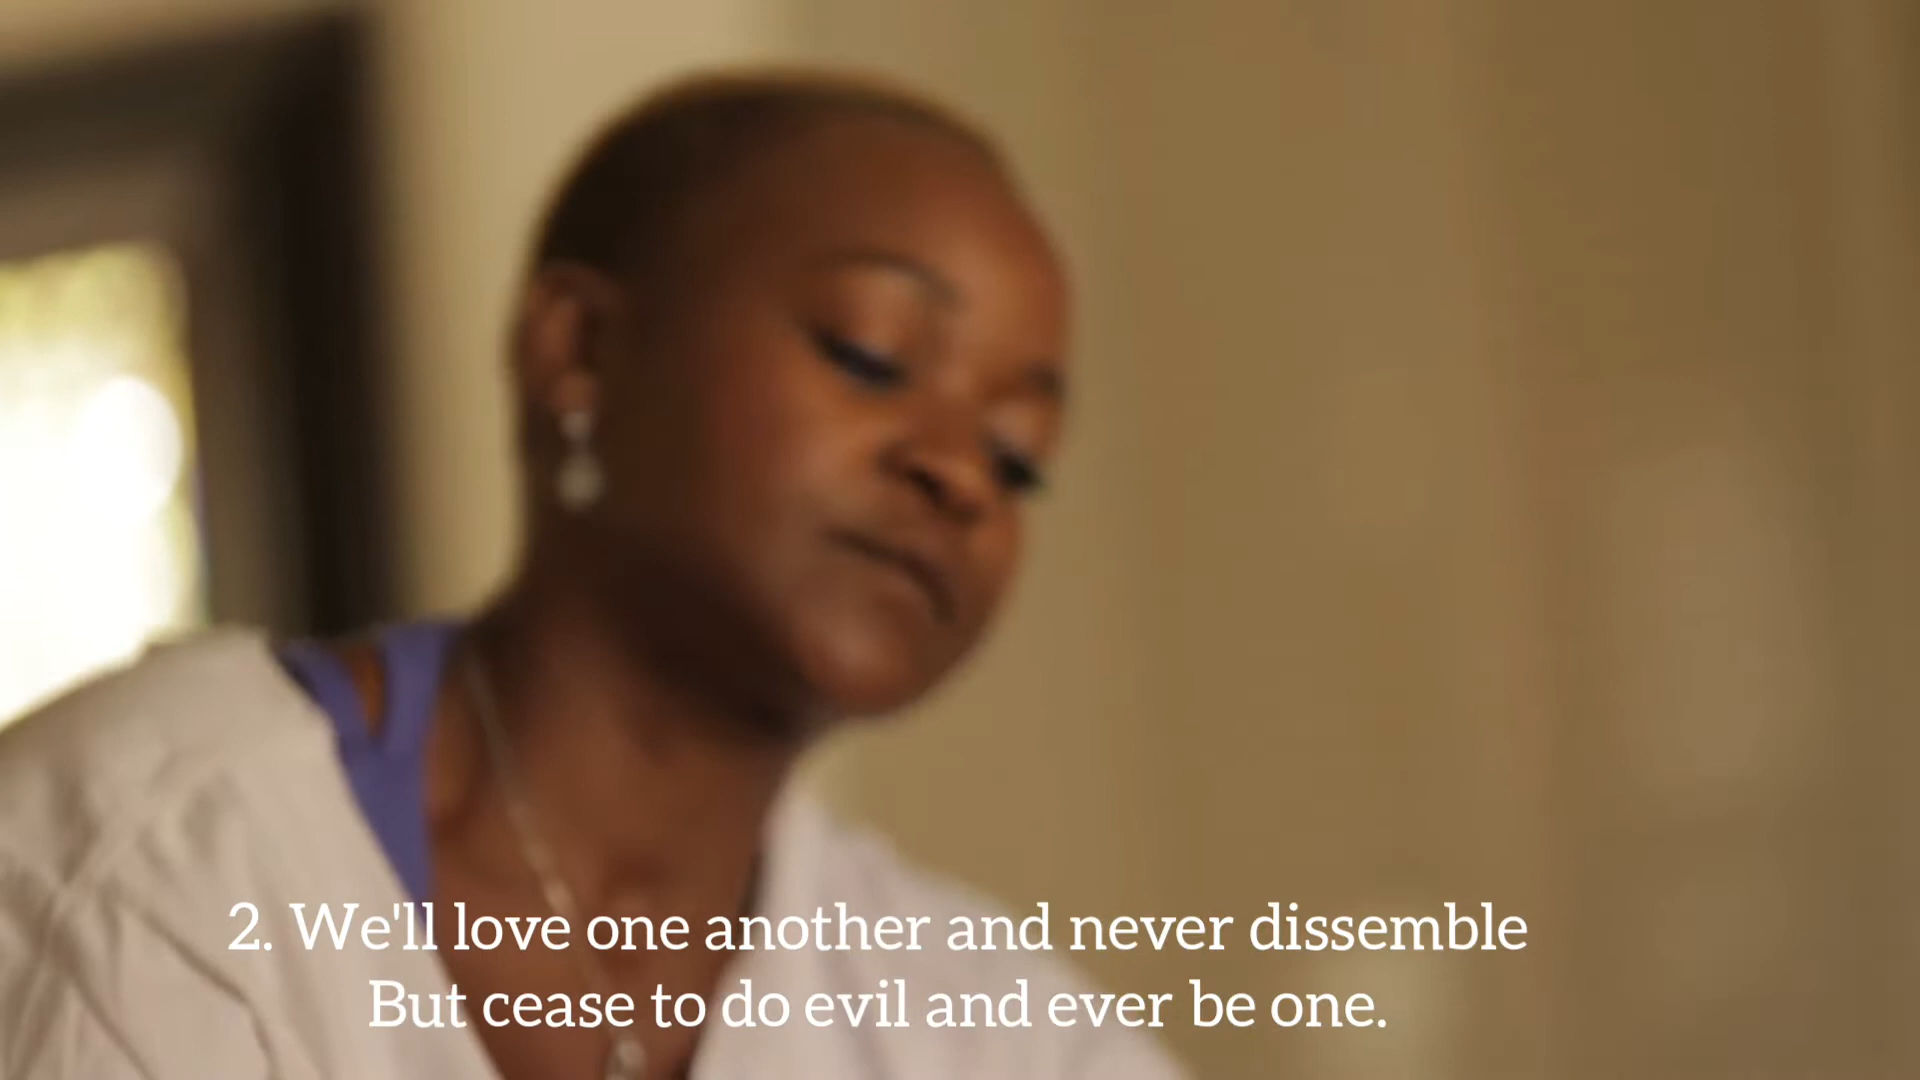 2. We'll love one another and never dissemble
But cease to do evil and ever be one.